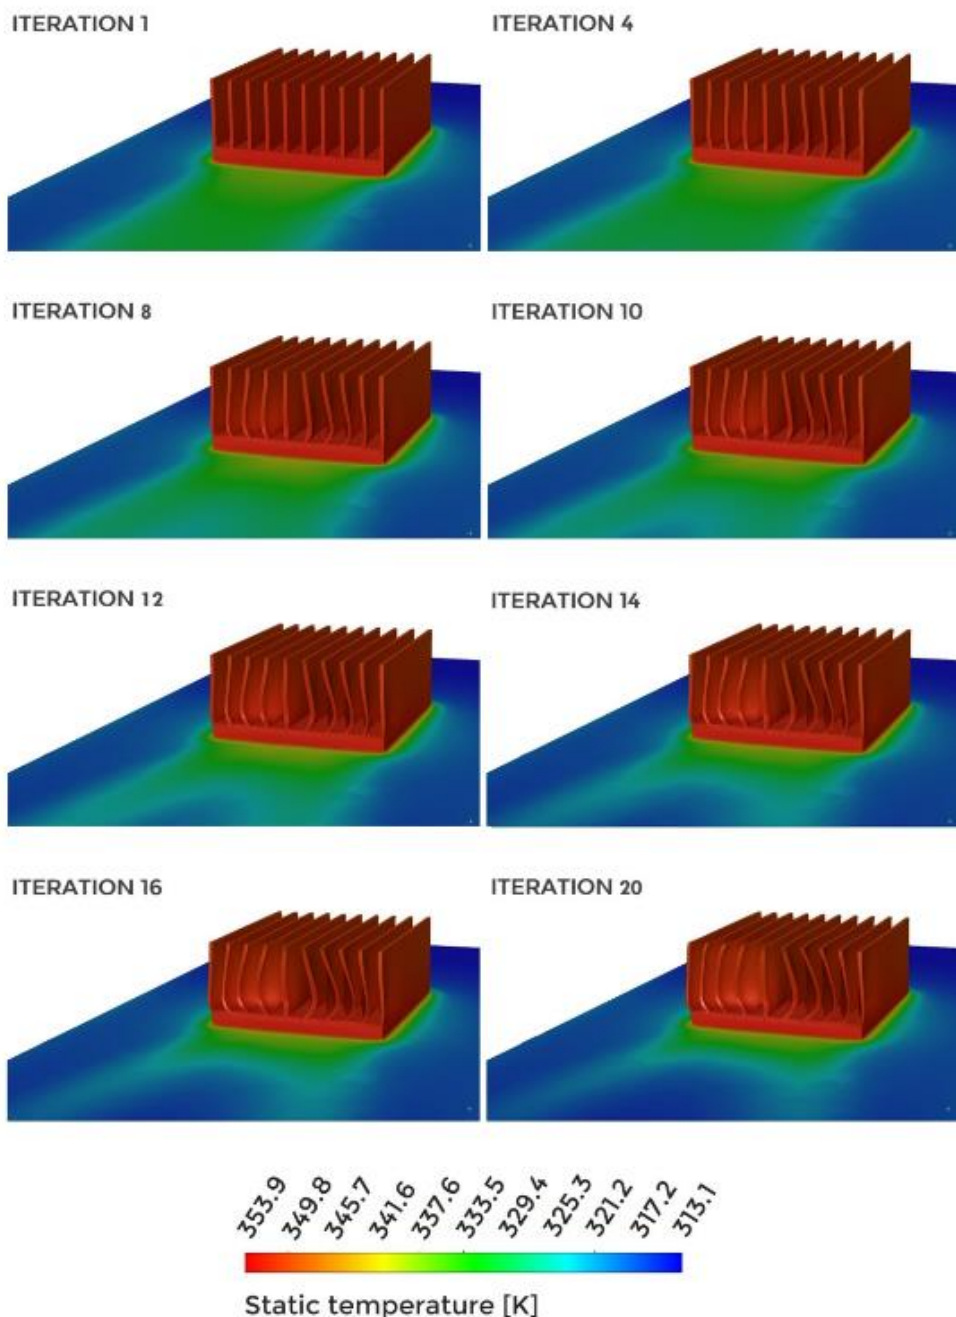 ITERATION 1
ITERATION 4
ITERATION 8
ITERATION 10
ITERATION 12
ITERATION 14
ITERATION 16
ITERATION 20
353.9
349.8
345.7
341.6
337.6
333.5
329.4
325.3
321.2
317.2
313.1
Static temperature [K]